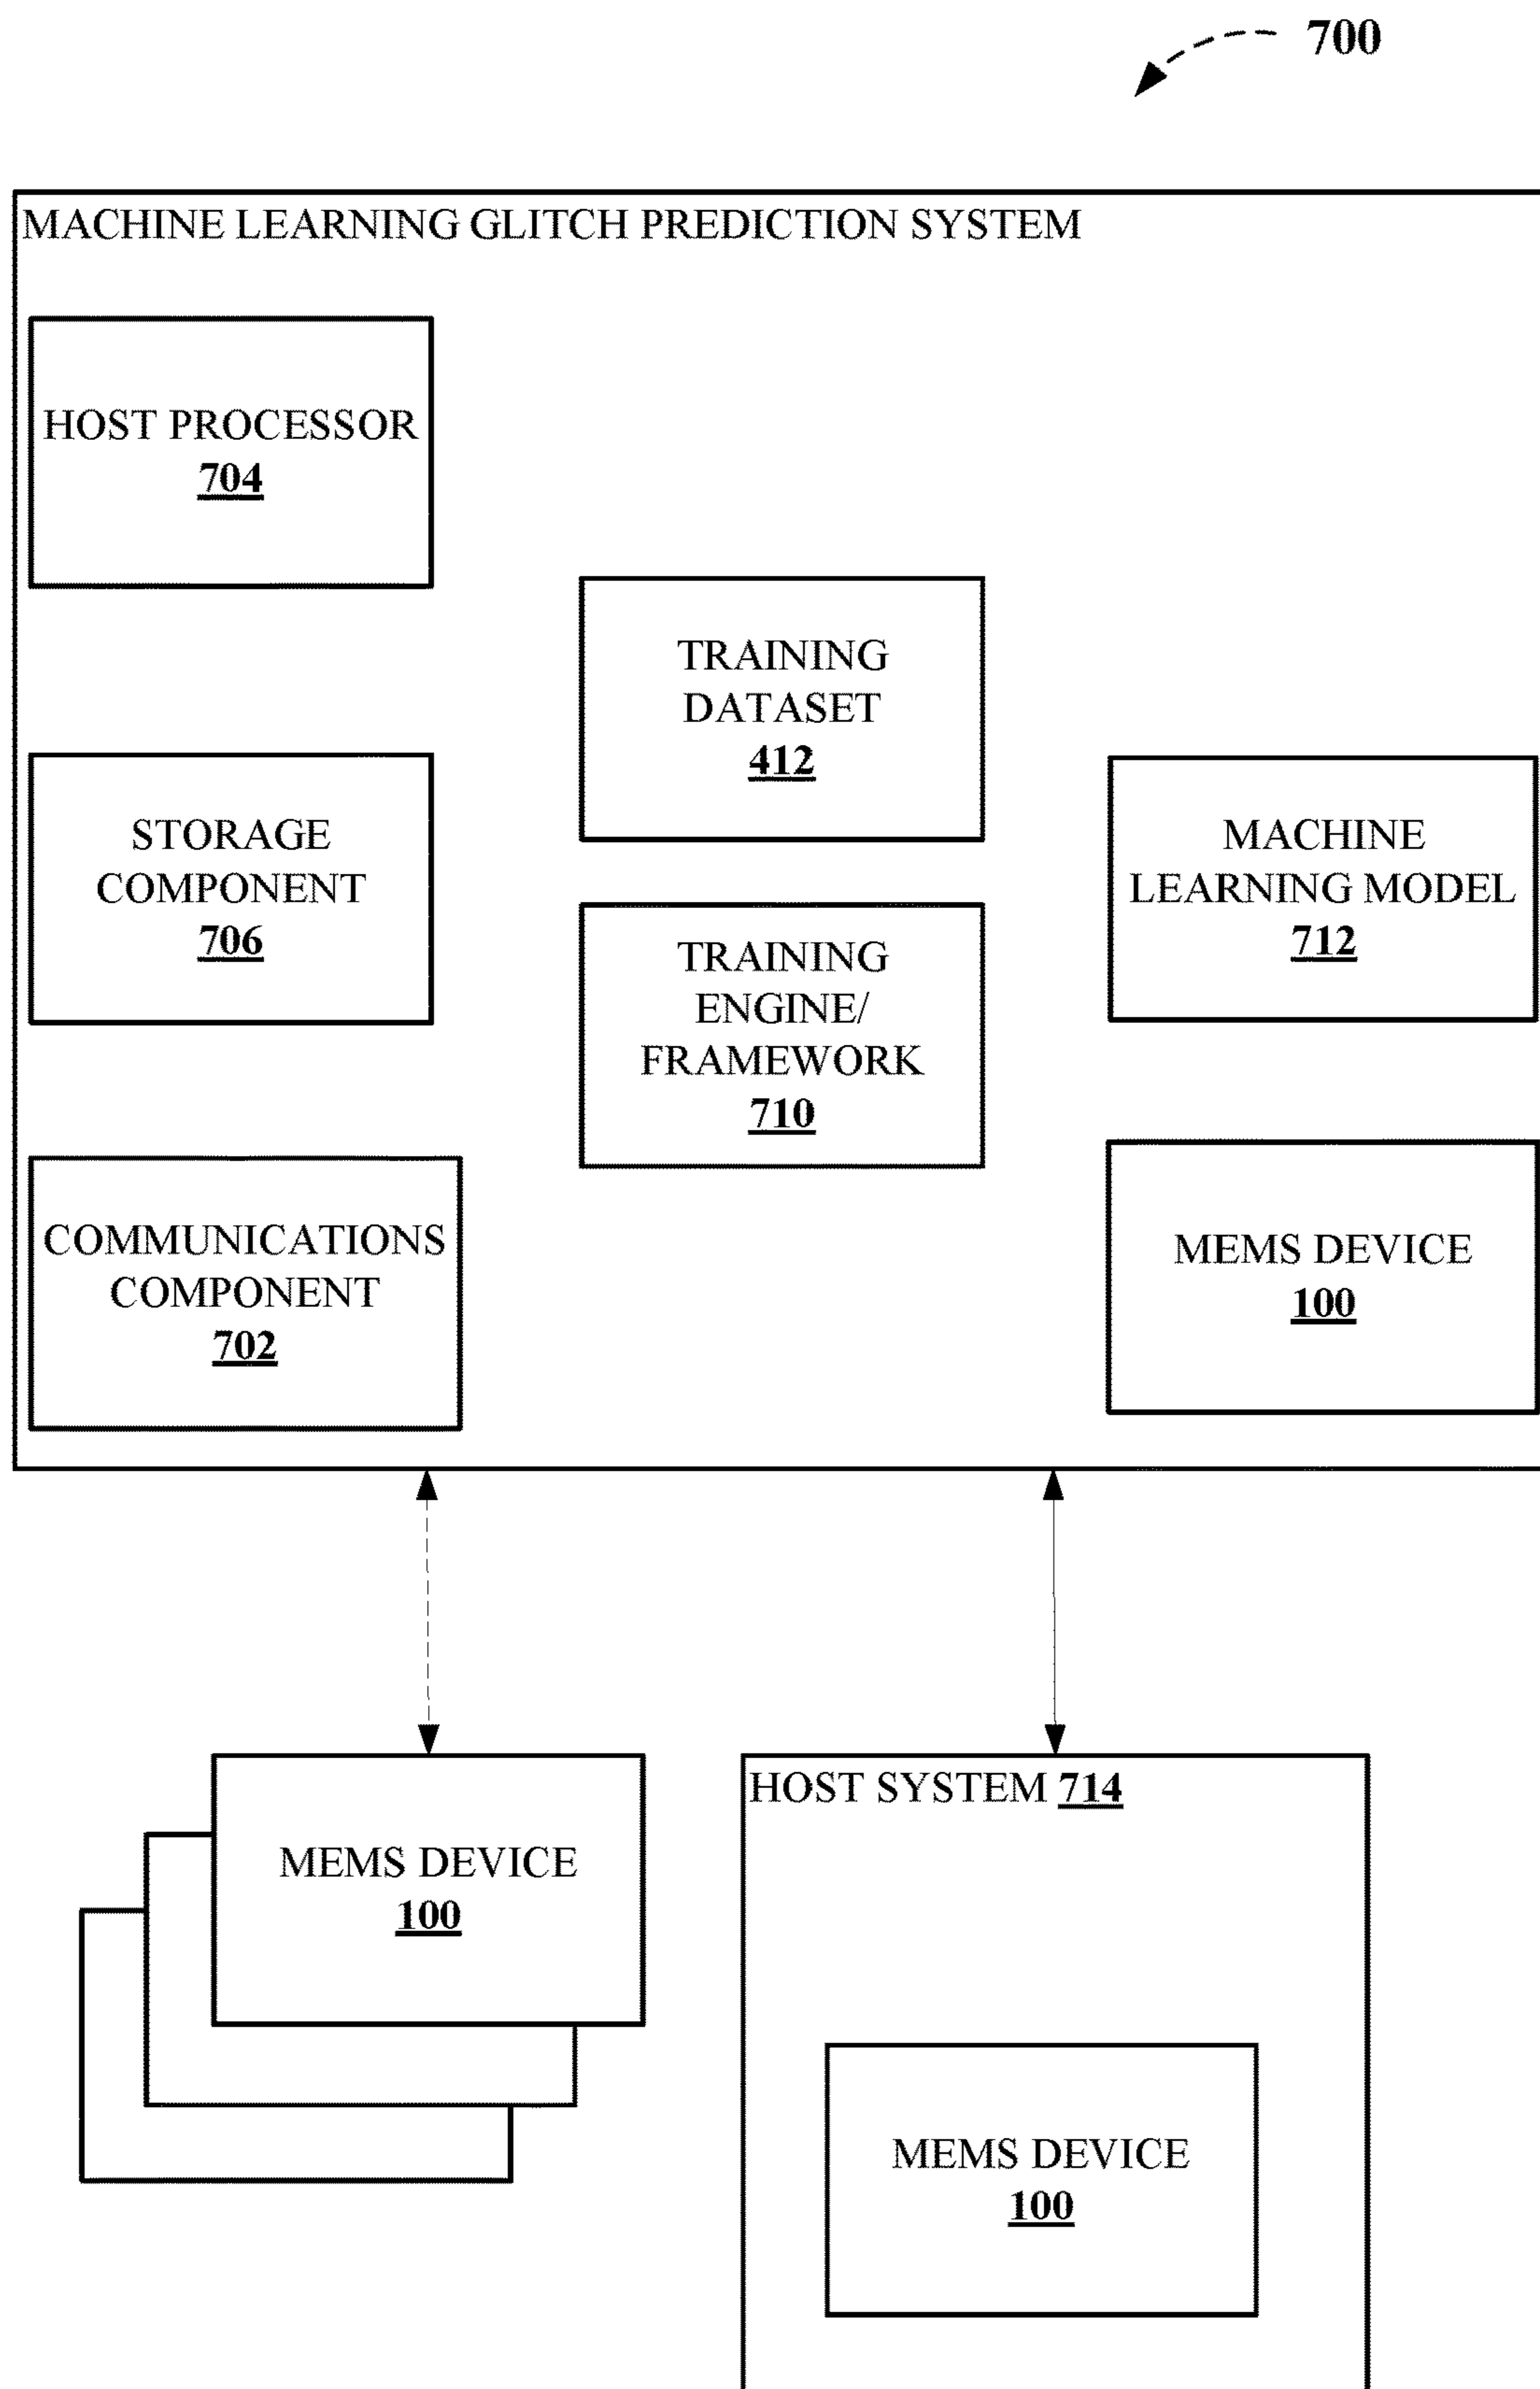 700
MACHINE LEARNING GLITCH PREDICTION SYSTEM
HOST PROCESSOR
704
TRAINING
DATASET
412
STORAGE
COMPONENT
706
MACHINE
LEARNING MODEL
712
TRAINING
ENGINE/
FRAMEWORK
710
COMMUNICATIONS
COMPONENT
702
MEMS DEVICE
100
MEMS DEVICE
100
HOST SYSTEM 714
MEMS DEVICE
100